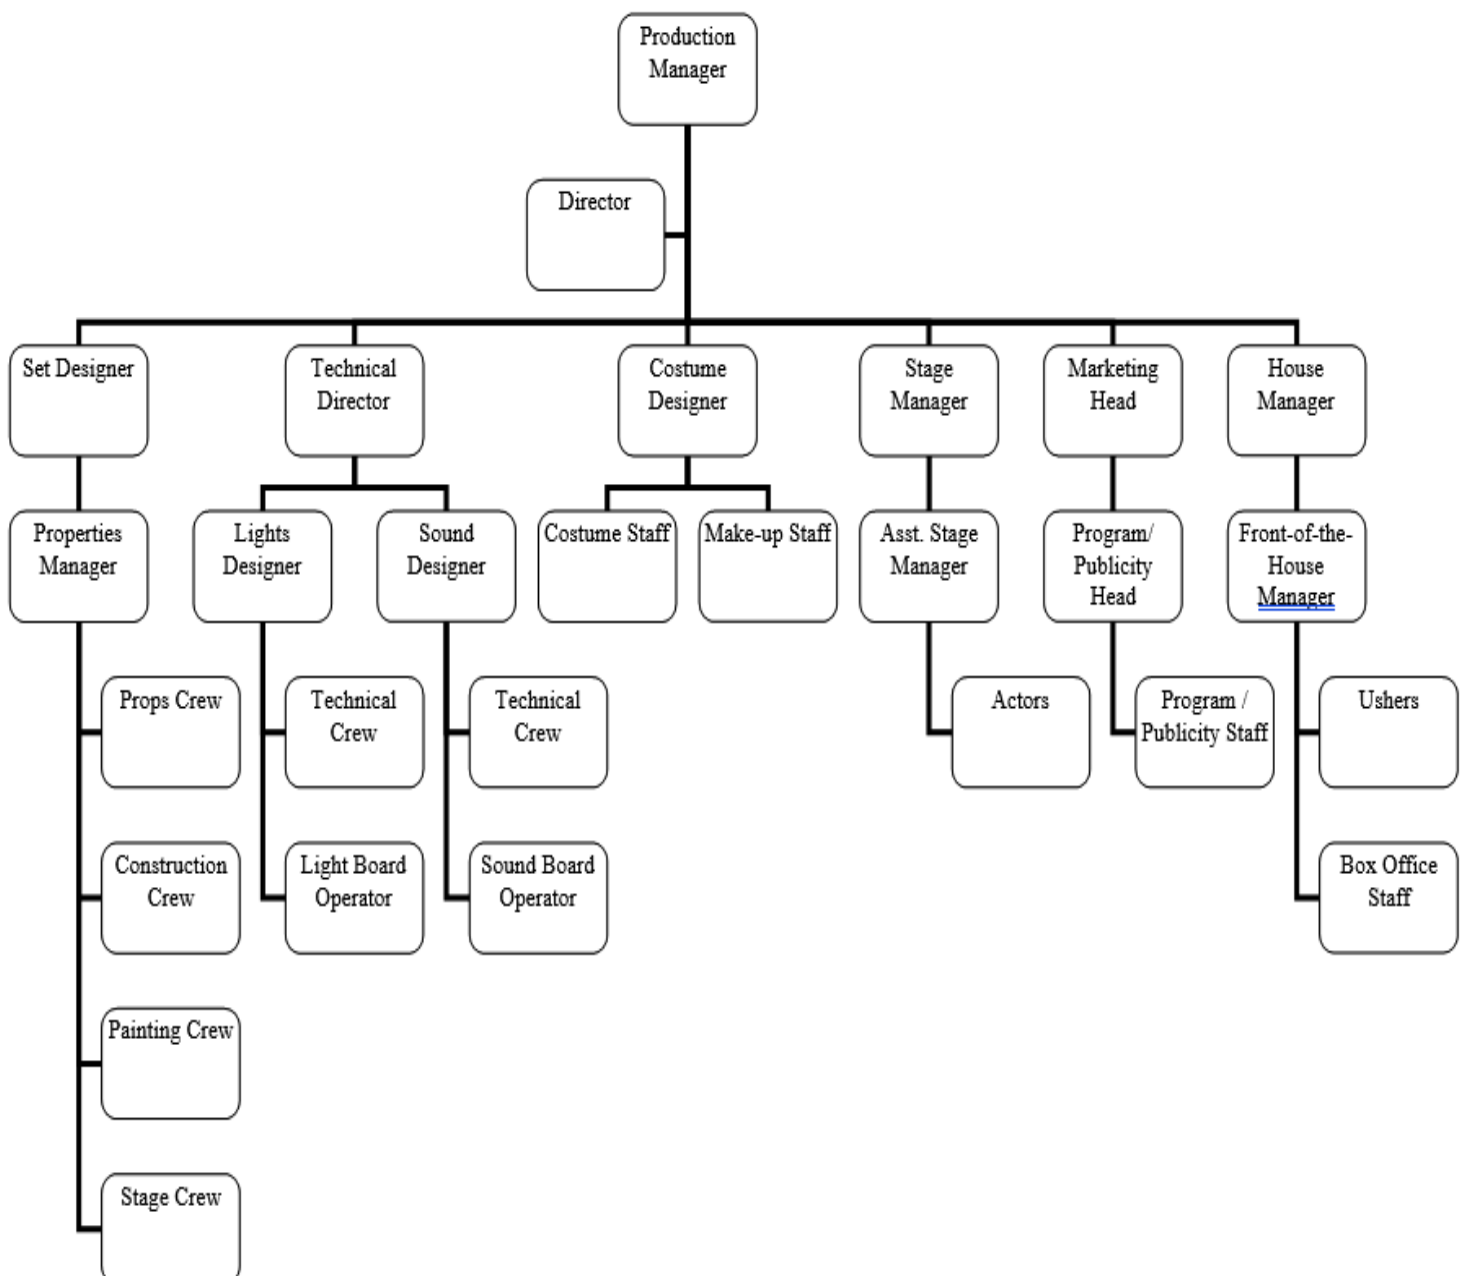 Production
Manager
Director
Set Designer
Technical
Director
Costume
Designer
Stage
Manager
Marketing
Head
House
Manager
Properties
Manager
Lights
Designer
Sound
Designer
Costume Staff
Make-up Staff
Asst. Stage
Manager
Program/
Publicity
Head
Front-of-the-
House
Manager
Props Crew
Technical
Crew
Technical
Crew
Actors
Program /
Publicity Staff
Ushers
Construction
Crew
Light Board
Operator
Sound Board
Operator
Box Office
Staff
Painting Crew
Stage Crew